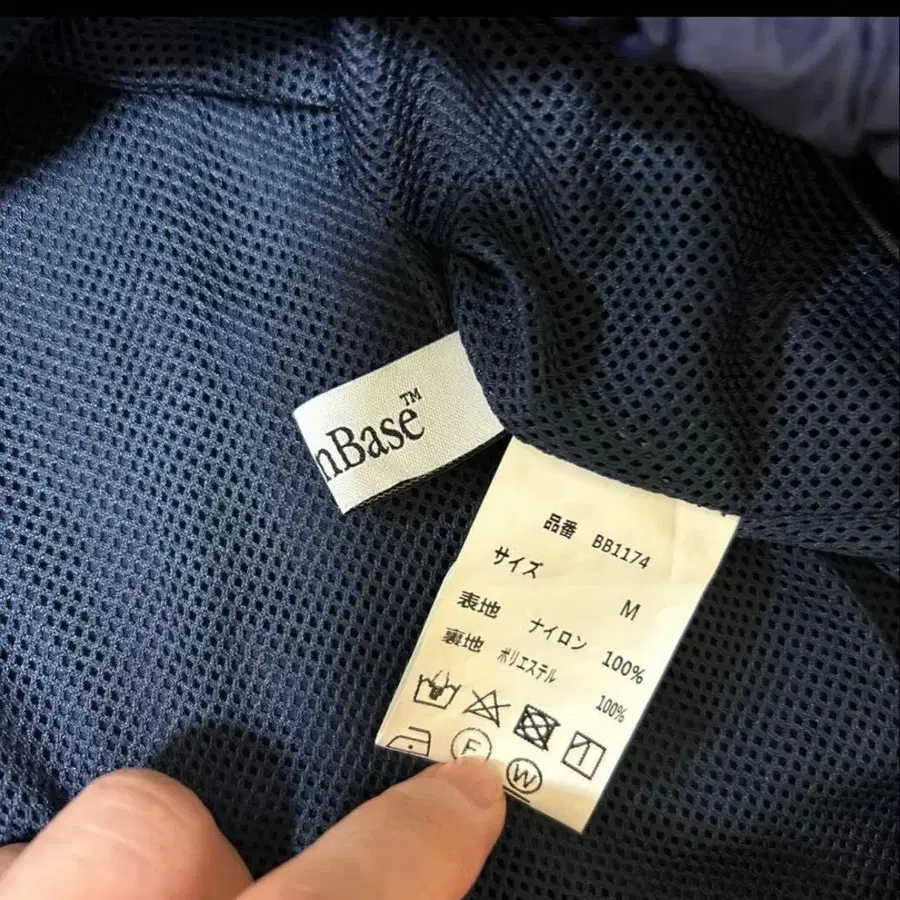 nBase™
品番 BB1174
サイズ M
表地 ナイロン 100%
裏地 ポリエステル 100%
F
W